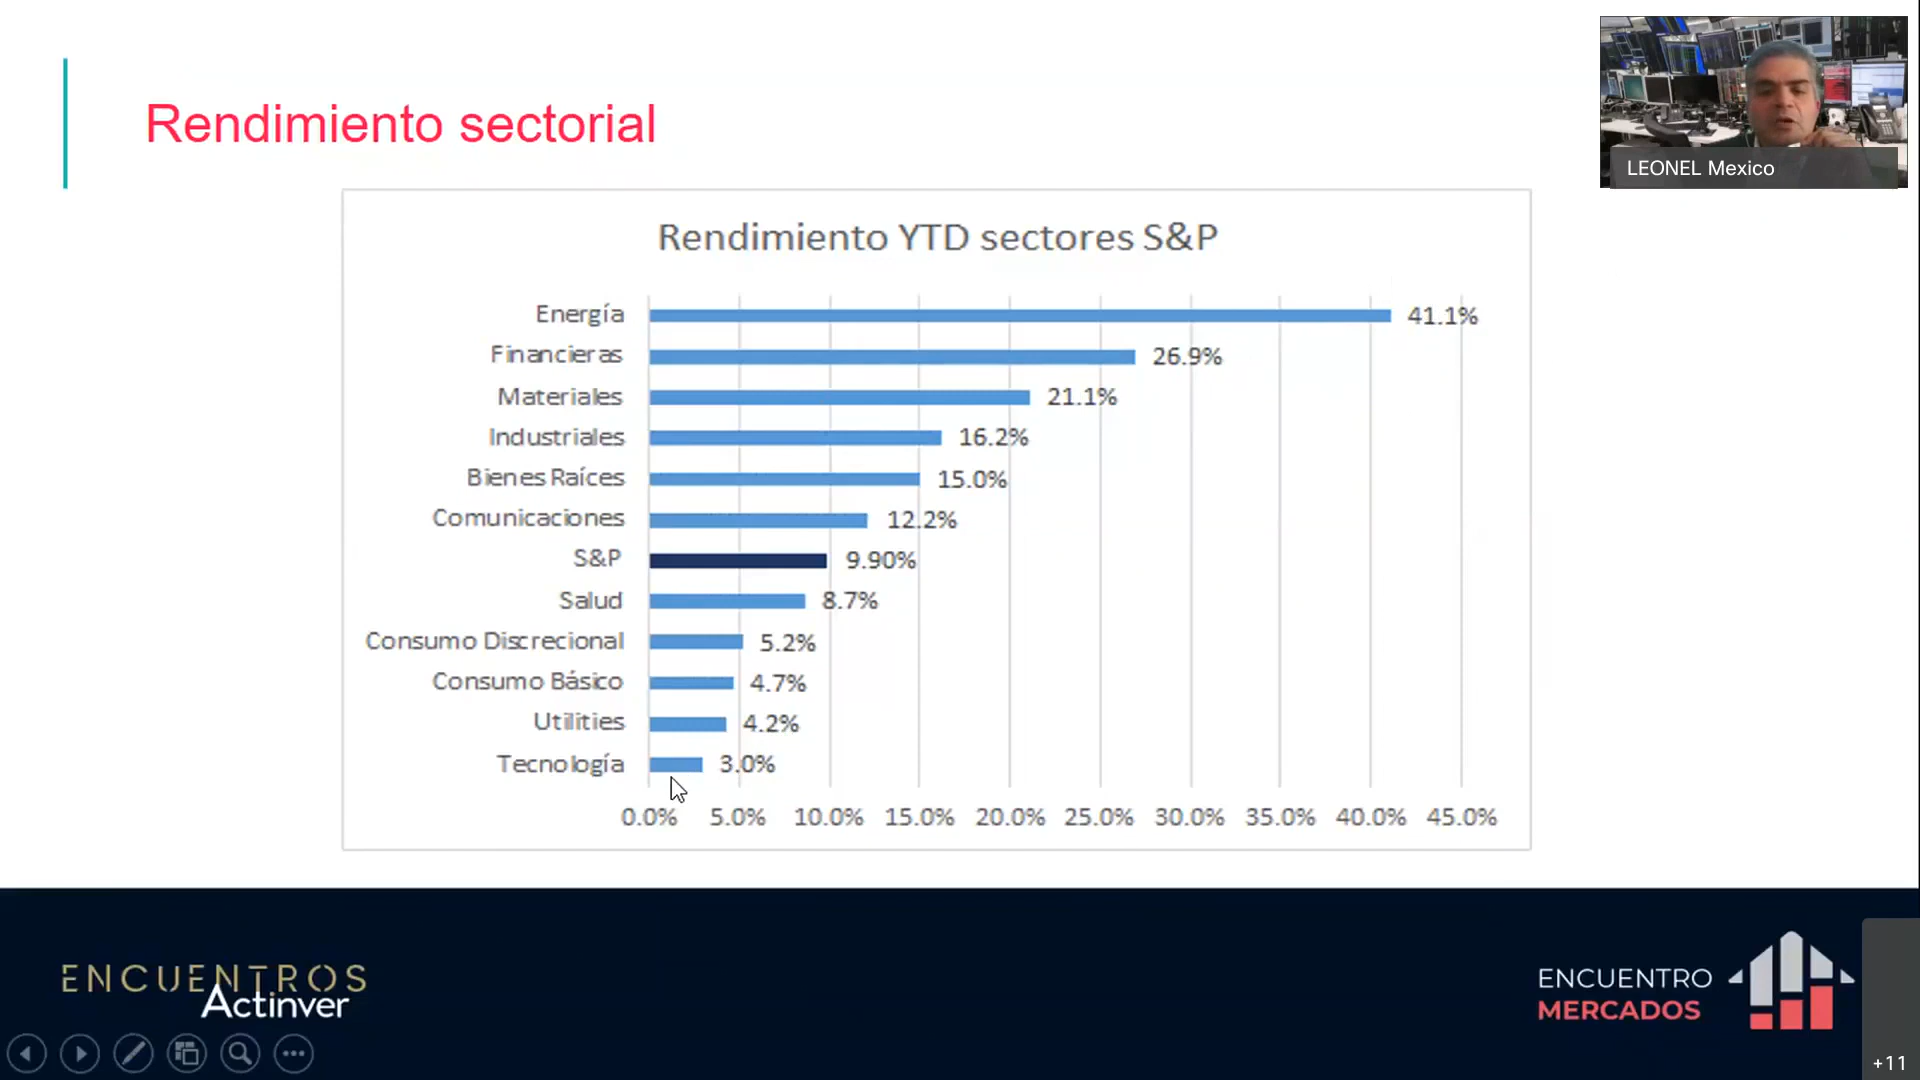 Rendimiento sectorial
LEONEL Mexico
Rendimiento YTD sectores S&P
Energía 41.1%
Financieras 26.9%
Materiales 21.1%
Industriales 16.2%
Bienes Raíces 15.0%
Comunicaciones 12.2%
S&P 9.90%
Salud 8.7%
Consumo Discrecional 5.2%
Consumo Básico 4.7%
Utilities 4.2%
Tecnología 3.0%
0.0% 5.0% 10.0% 15.0% 20.0% 25.0% 30.0% 35.0% 40.0% 45.0%
ENCUENTROS
Actinver
ENCUENTRO
MERCADOS
+11